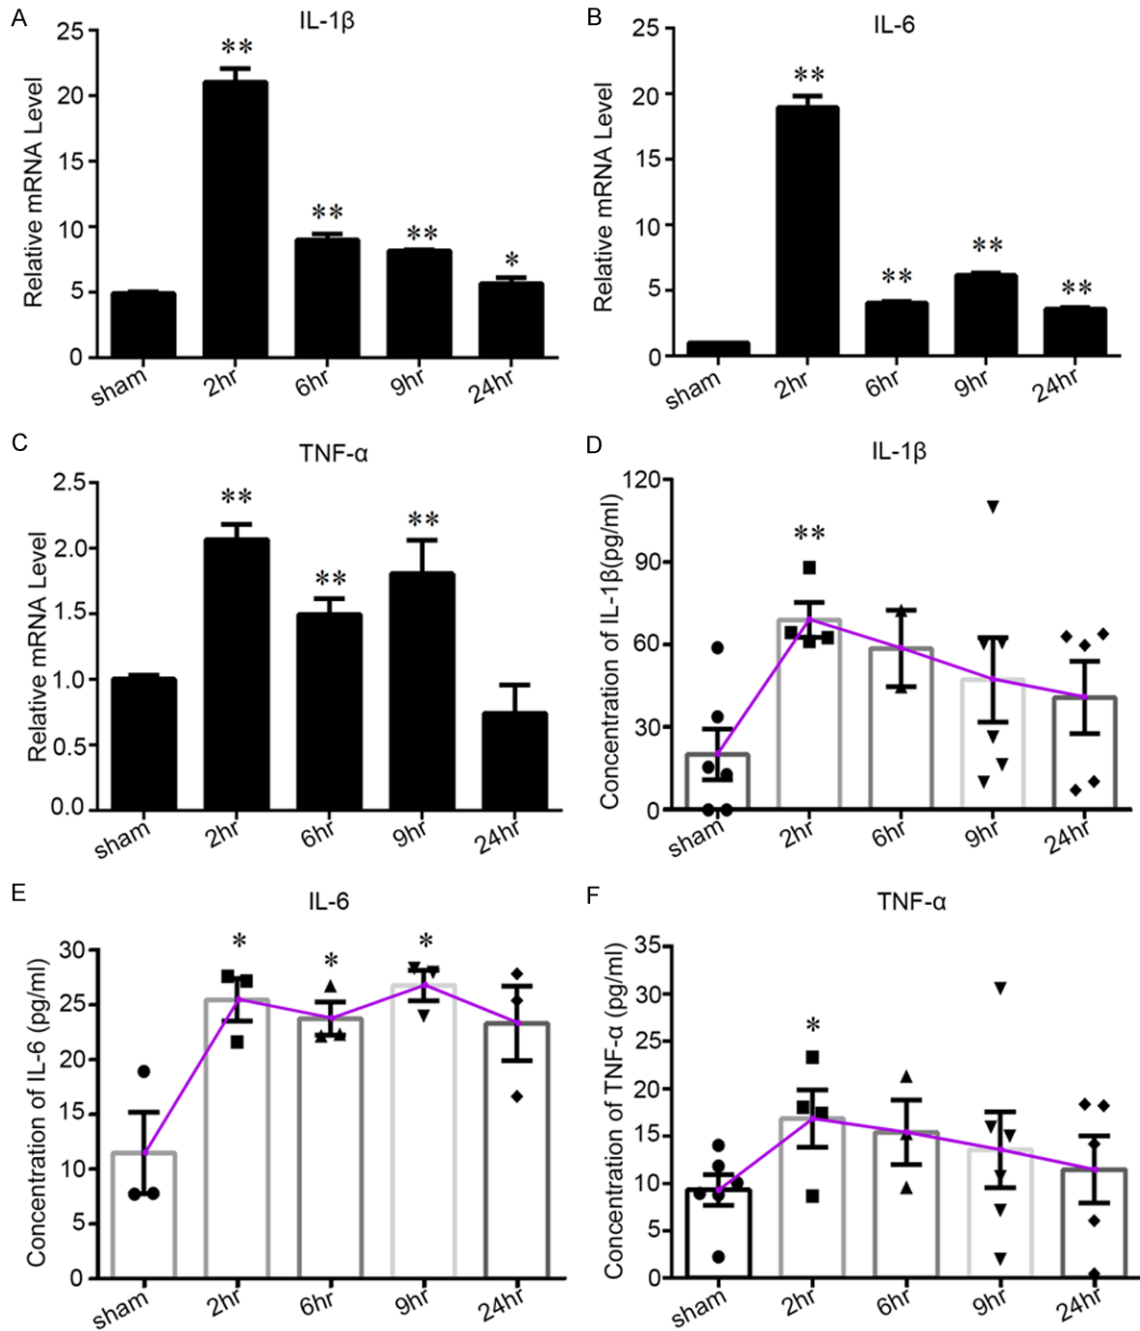 A
IL-1β
Relative mRNA Level
25
20
15
10
5
0
**
**
**
*
sham
2hr
6hr
9hr
24hr
B
IL-6
Relative mRNA Level
25
20
15
10
5
0
**
**
**
**
sham
2hr
6hr
9hr
24hr
C
TNF-α
Relative mRNA Level
2.5
2.0
1.5
1.0
0.5
0.0
**
**
**
sham
2hr
6hr
9hr
24hr
D
IL-1β
Concentration of IL-1β(pg/ml)
120
90
60
30
0
**
sham
2hr
6hr
9hr
24hr
E
IL-6
Concentration of IL-6 (pg/ml)
30
25
20
15
10
5
0
*
*
*
sham
2hr
6hr
9hr
24hr
F
TNF-α
Concentration of TNF-α (pg/ml)
35
30
25
20
15
10
5
0
*
sham
2hr
6hr
9hr
24hr